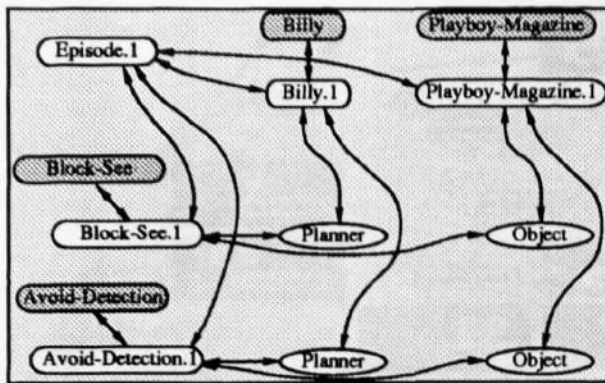 Billy
Playboy-Magazine
Episode.1
Billy.1
Playboy-Magazine.1
Block-See
Block-See.1
Planner
Object
Avoid-Detection
Avoid-Detection.1
Planner
Object